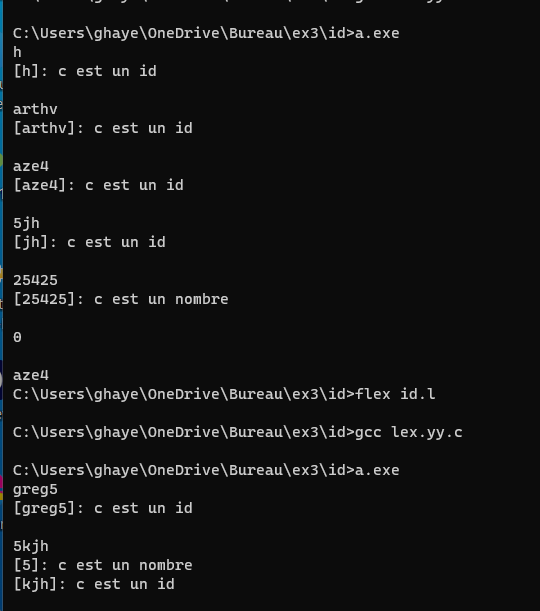 C:\Users\ghaye\OneDrive\Bureau\ex3\id>a.exe
h
[h]: c est un id
arthv
[arthv]: c est un id
aze4
[aze4]: c est un id
5jh
[jh]: c est un id
25425
[25425]: c est un nombre
0
aze4
C:\Users\ghaye\OneDrive\Bureau\ex3\id>flex id.l
C:\Users\ghaye\OneDrive\Bureau\ex3\id>gcc lex.yy.c
C:\Users\ghaye\OneDrive\Bureau\ex3\id>a.exe
greg5
[greg5]: c est un id
5kjh
[5]: c est un nombre
[kjh]: c est un id